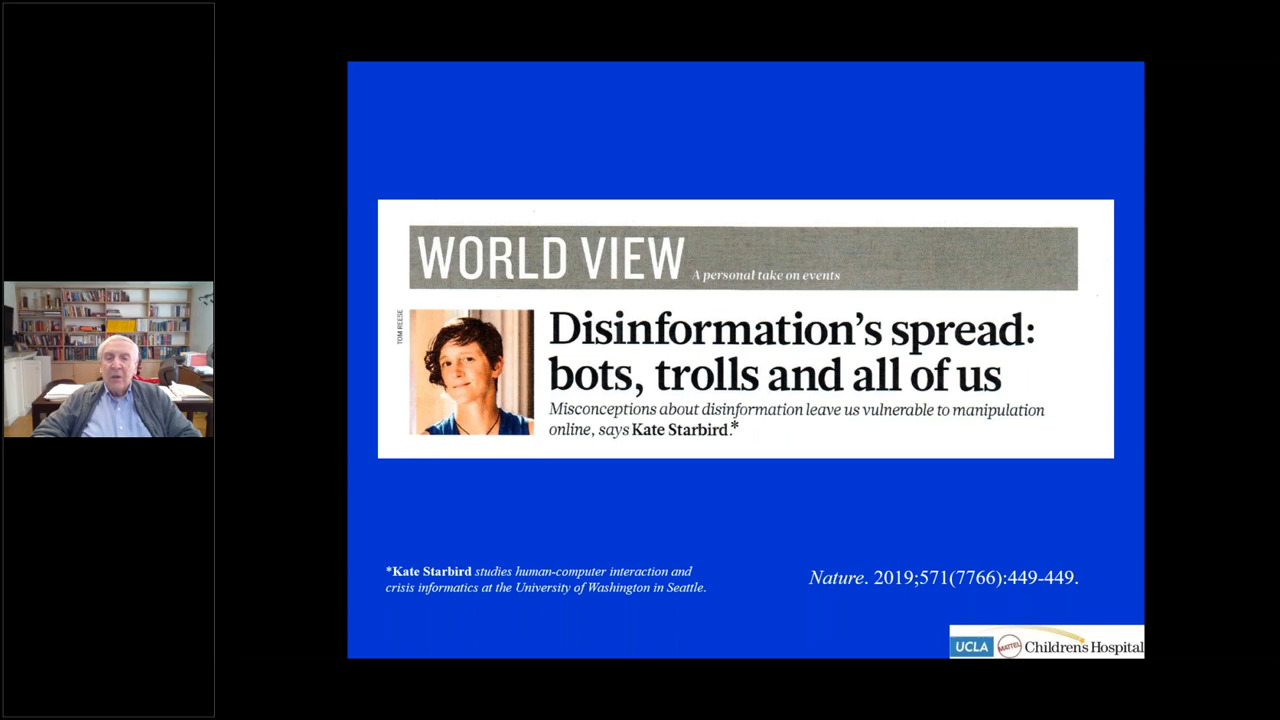 WORLD VIEW A personal take on events
TOM REESE
Disinformation’s spread:
bots, trolls and all of us
Misconceptions about disinformation leave us vulnerable to manipulation
online, says Kate Starbird.*
*Kate Starbird studies human-computer interaction and
crisis informatics at the University of Washington in Seattle.
Nature. 2019;571(7766):449-449.
UCLA MATTEL Children's Hospital